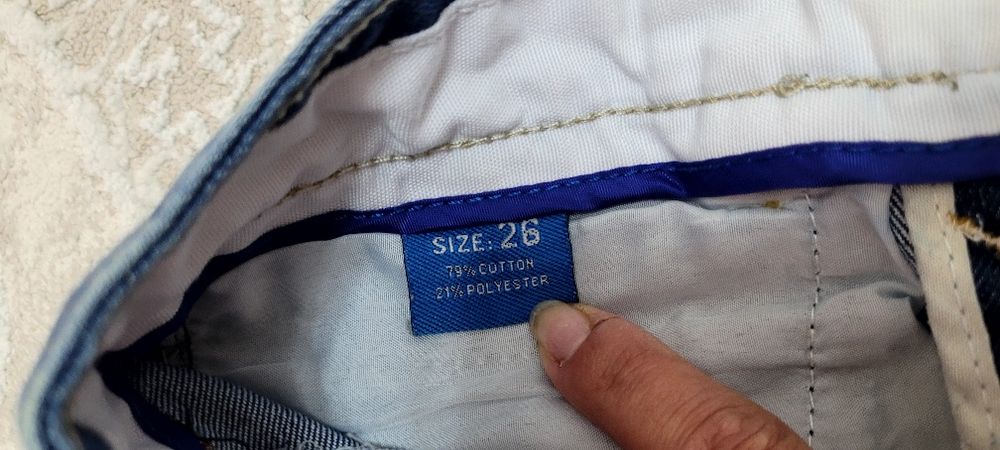 SIZE: 26
79% COTTON
21% POLYESTER